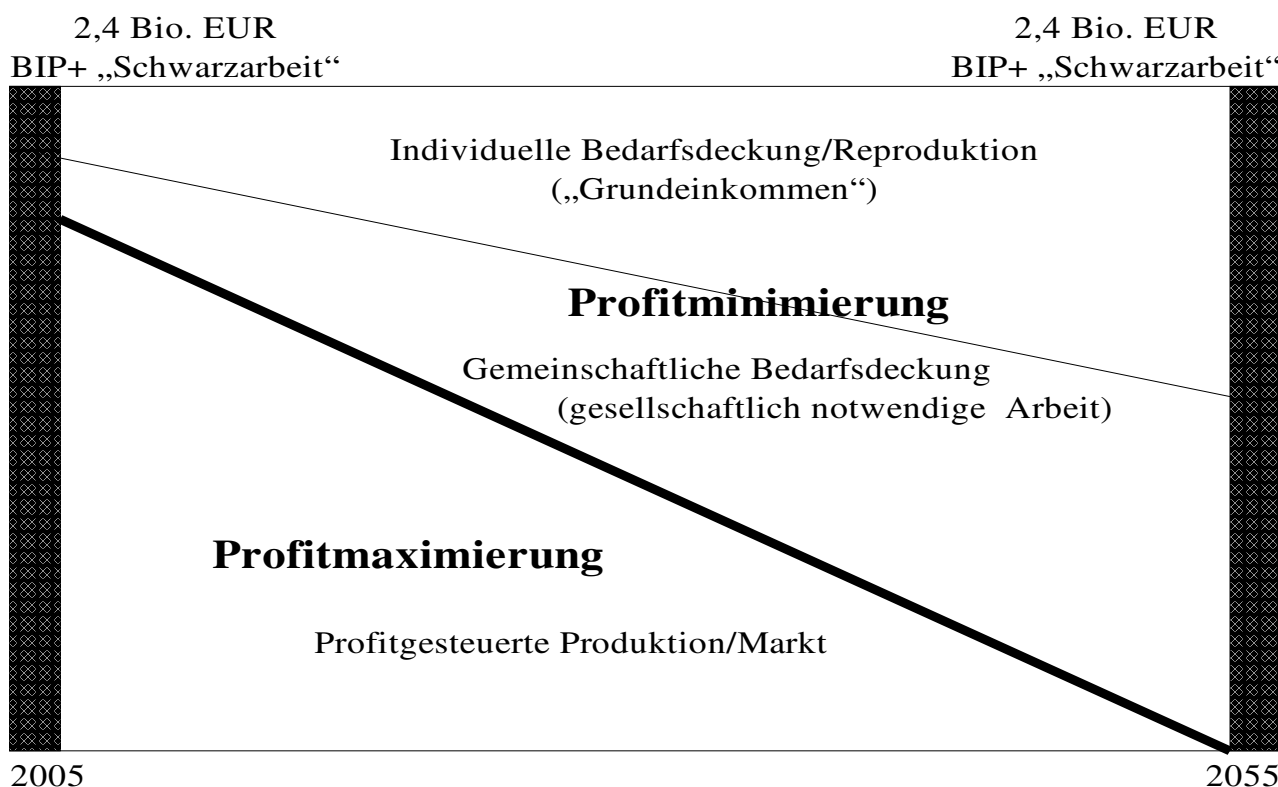 2,4 Bio. EUR
BIP+ „Schwarzarbeit“
2,4 Bio. EUR
BIP+ „Schwarzarbeit“
Individuelle Bedarfsdeckung/Reproduktion
(„Grundeinkommen“)
Profitminimierung
Gemeinschaftliche Bedarfsdeckung
(gesellschaftlich notwendige Arbeit)
Profitmaximierung
Profitgesteuerte Produktion/Markt
2005
2055